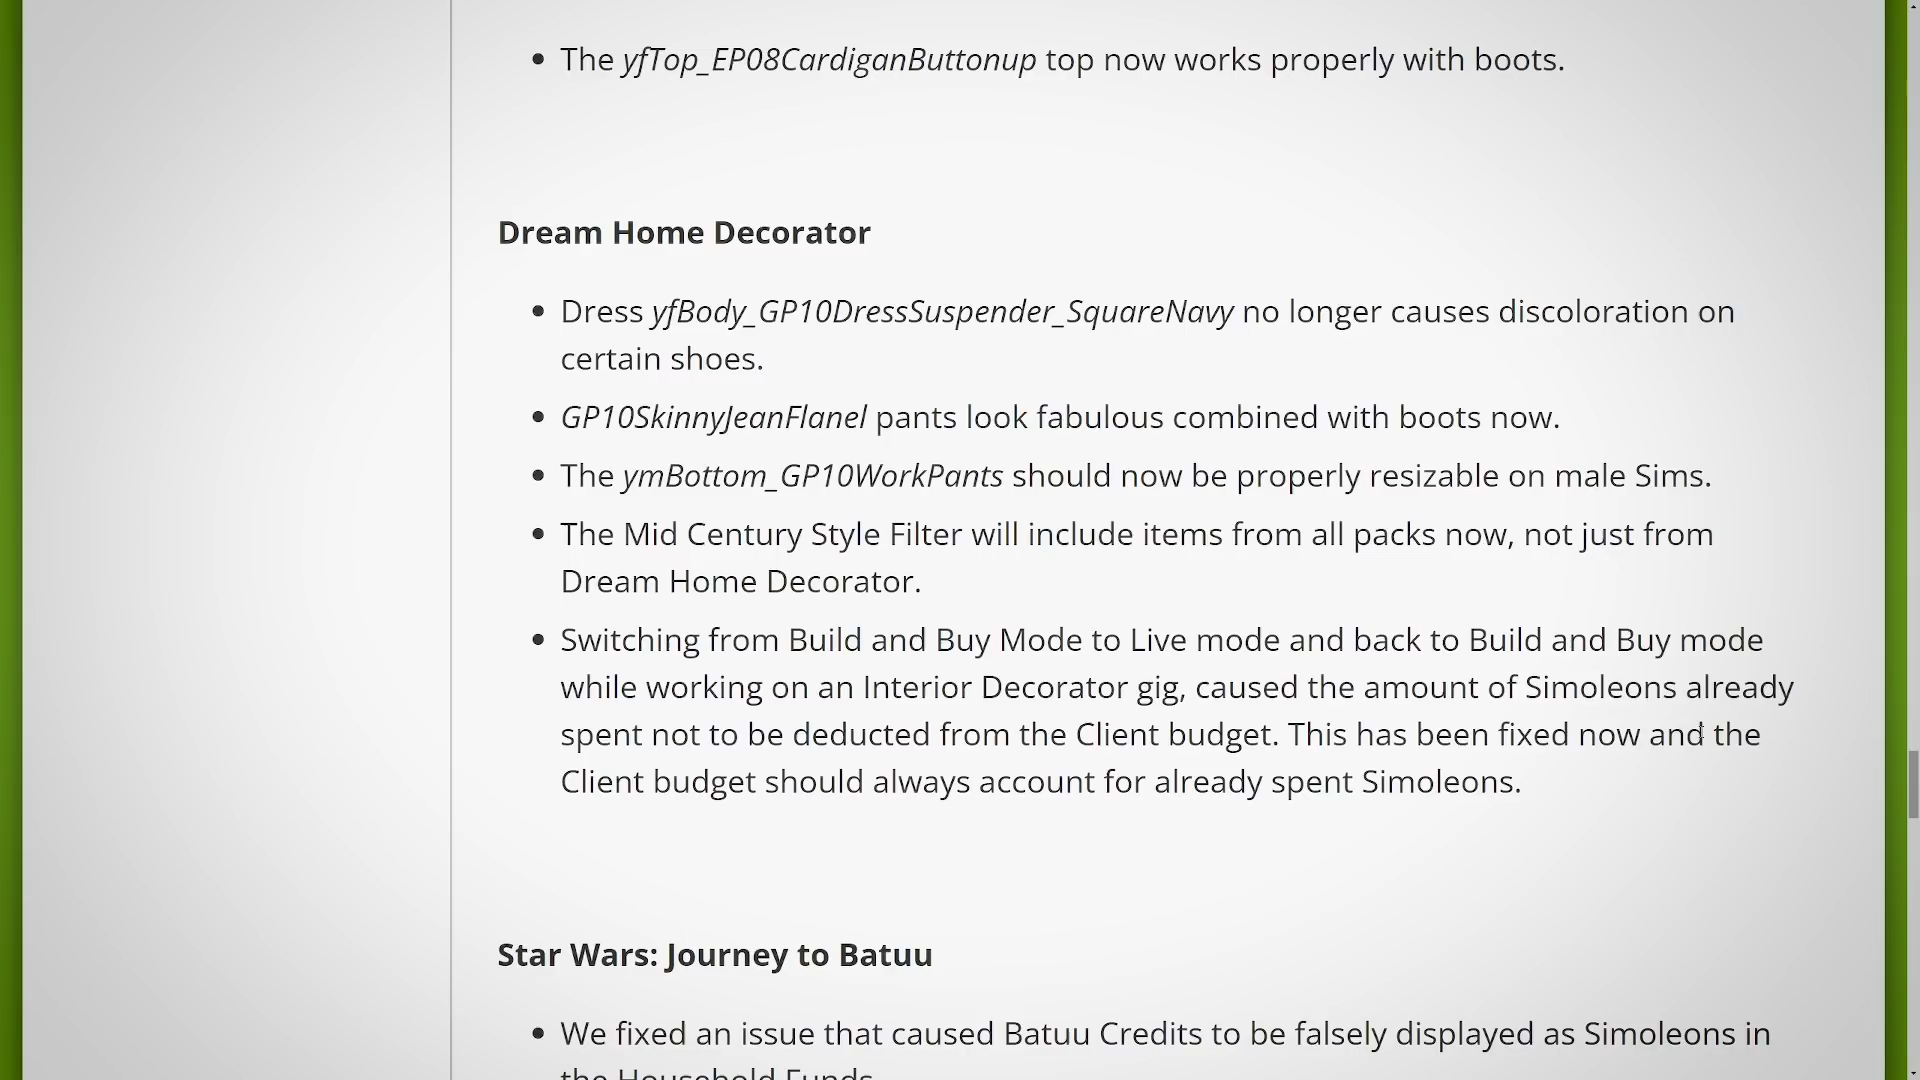 The yfTop_EP08CardiganButtonup top now works properly with boots.
Dream Home Decorator
Dress yfBody_GP10DressSuspender_SquareNavy no longer causes discoloration on
certain shoes.
GP10SkinnyJeanFlanel pants look fabulous combined with boots now.
The ymBottom_GP10WorkPants should now be properly resizable on male Sims.
The Mid Century Style Filter will include items from all packs now, not just from
Dream Home Decorator.
Switching from Build and Buy Mode to Live mode and back to Build and Buy mode
while working on an Interior Decorator gig, caused the amount of Simoleons already
spent not to be deducted from the Client budget. This has been fixed now and the
Client budget should always account for already spent Simoleons.
Star Wars: Journey to Batuu
We fixed an issue that caused Batuu Credits to be falsely displayed as Simoleons in
the Household Funds.